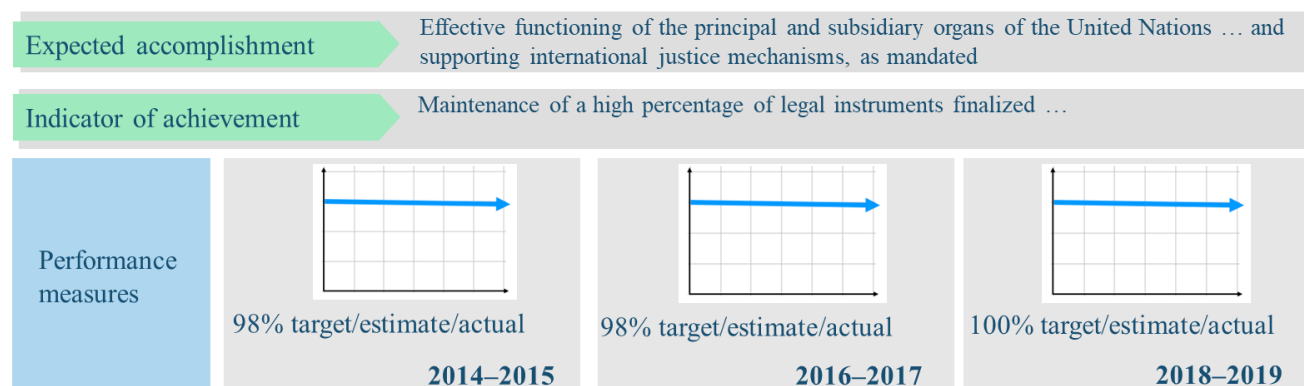 Expected accomplishment
Effective functioning of the principal and subsidiary organs of the United Nations … and
supporting international justice mechanisms, as mandated
Indicator of achievement
Maintenance of a high percentage of legal instruments finalized …
Performance
measures
98% target/estimate/actual
2014–2015
98% target/estimate/actual
2016–2017
100% target/estimate/actual
2018–2019